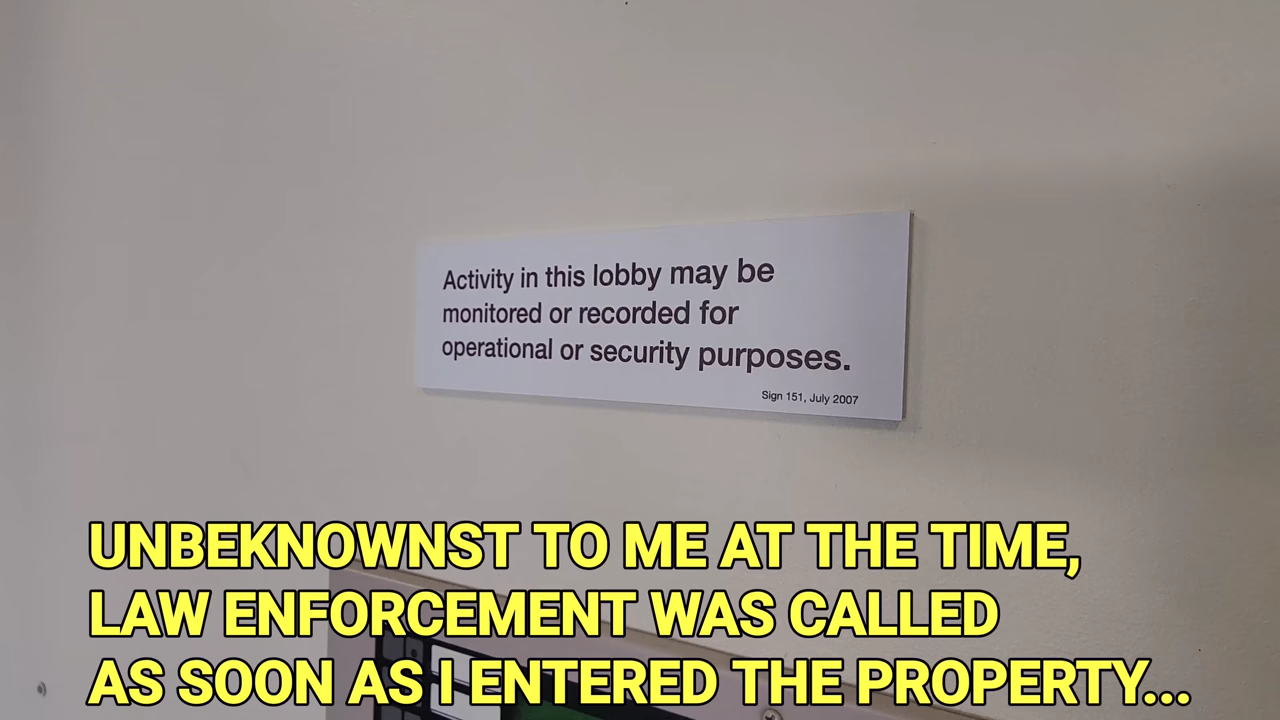 Activity in this lobby may be
monitored or recorded for
operational or security purposes.
Sign 151, July 2007
UNBEKNOWNST TO ME AT THE TIME,
LAW ENFORCEMENT WAS CALLED
AS SOON AS I ENTERED THE PROPERTY...